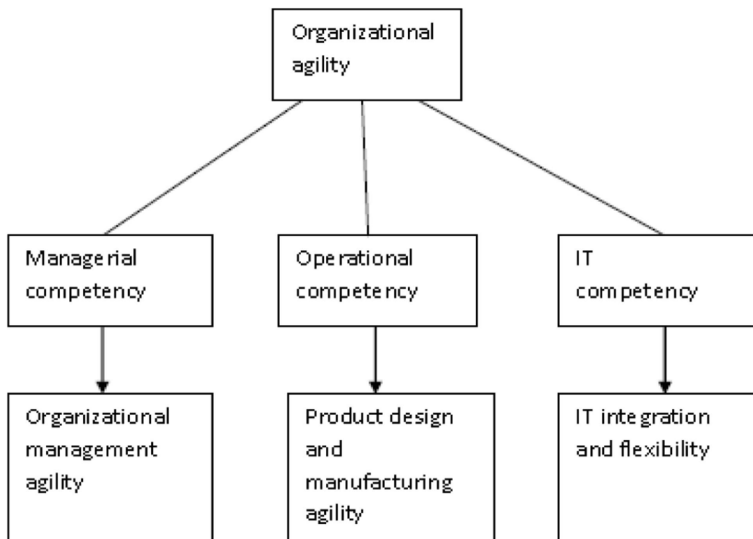 Organizational
agility
Managerial
competency
Operational
competency
IT
competency
Organizational
management
agility
Product design
and
manufacturing
agility
IT integration
and flexibility